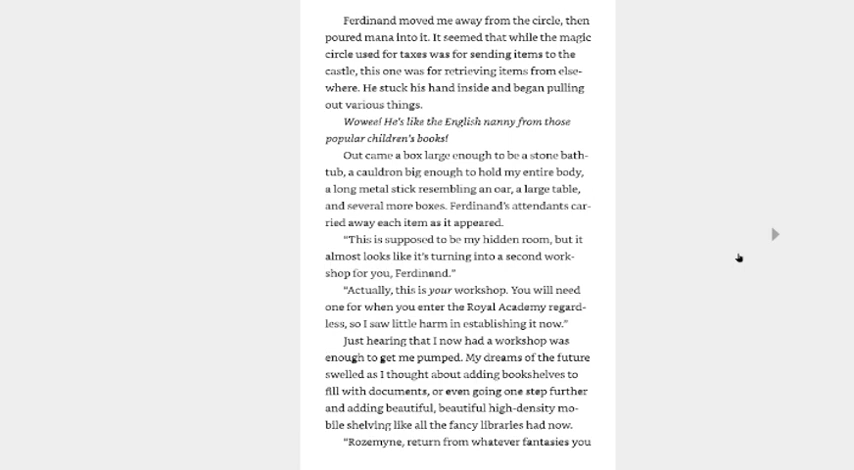 Ferdinand moved me away from the circle, then
poured mana into it. It seemed that while the magic
circle used for taxes was for sending items to the
castle, this one was for retrieving items from else-
where. He stuck his hand inside and began pulling
out various things.
Wowee! He's like the English nanny from those
popular children's books!
Out came a box large enough to be a stone bath-
tub, a cauldron big enough to hold my entire body,
a long metal stick resembling an oar, a large table,
and several more boxes. Ferdinand's attendants car-
ried away each item as it appeared.
"This is supposed to be my hidden room, but it
almost looks like it's turning into a second work-
shop for you, Ferdinand."
"Actually, this is your workshop. You will need
one for when you enter the Royal Academy regard-
less, so I saw little harm in establishing it now."
Just hearing that I now had a workshop was
enough to get me pumped. My dreams of the future
swelled as I thought about adding bookshelves to
fill with documents, or even going one step further
and adding beautiful, beautiful high-density mo-
bile shelving like all the fancy libraries had now.
"Rozemyne, return from whatever fantasies you